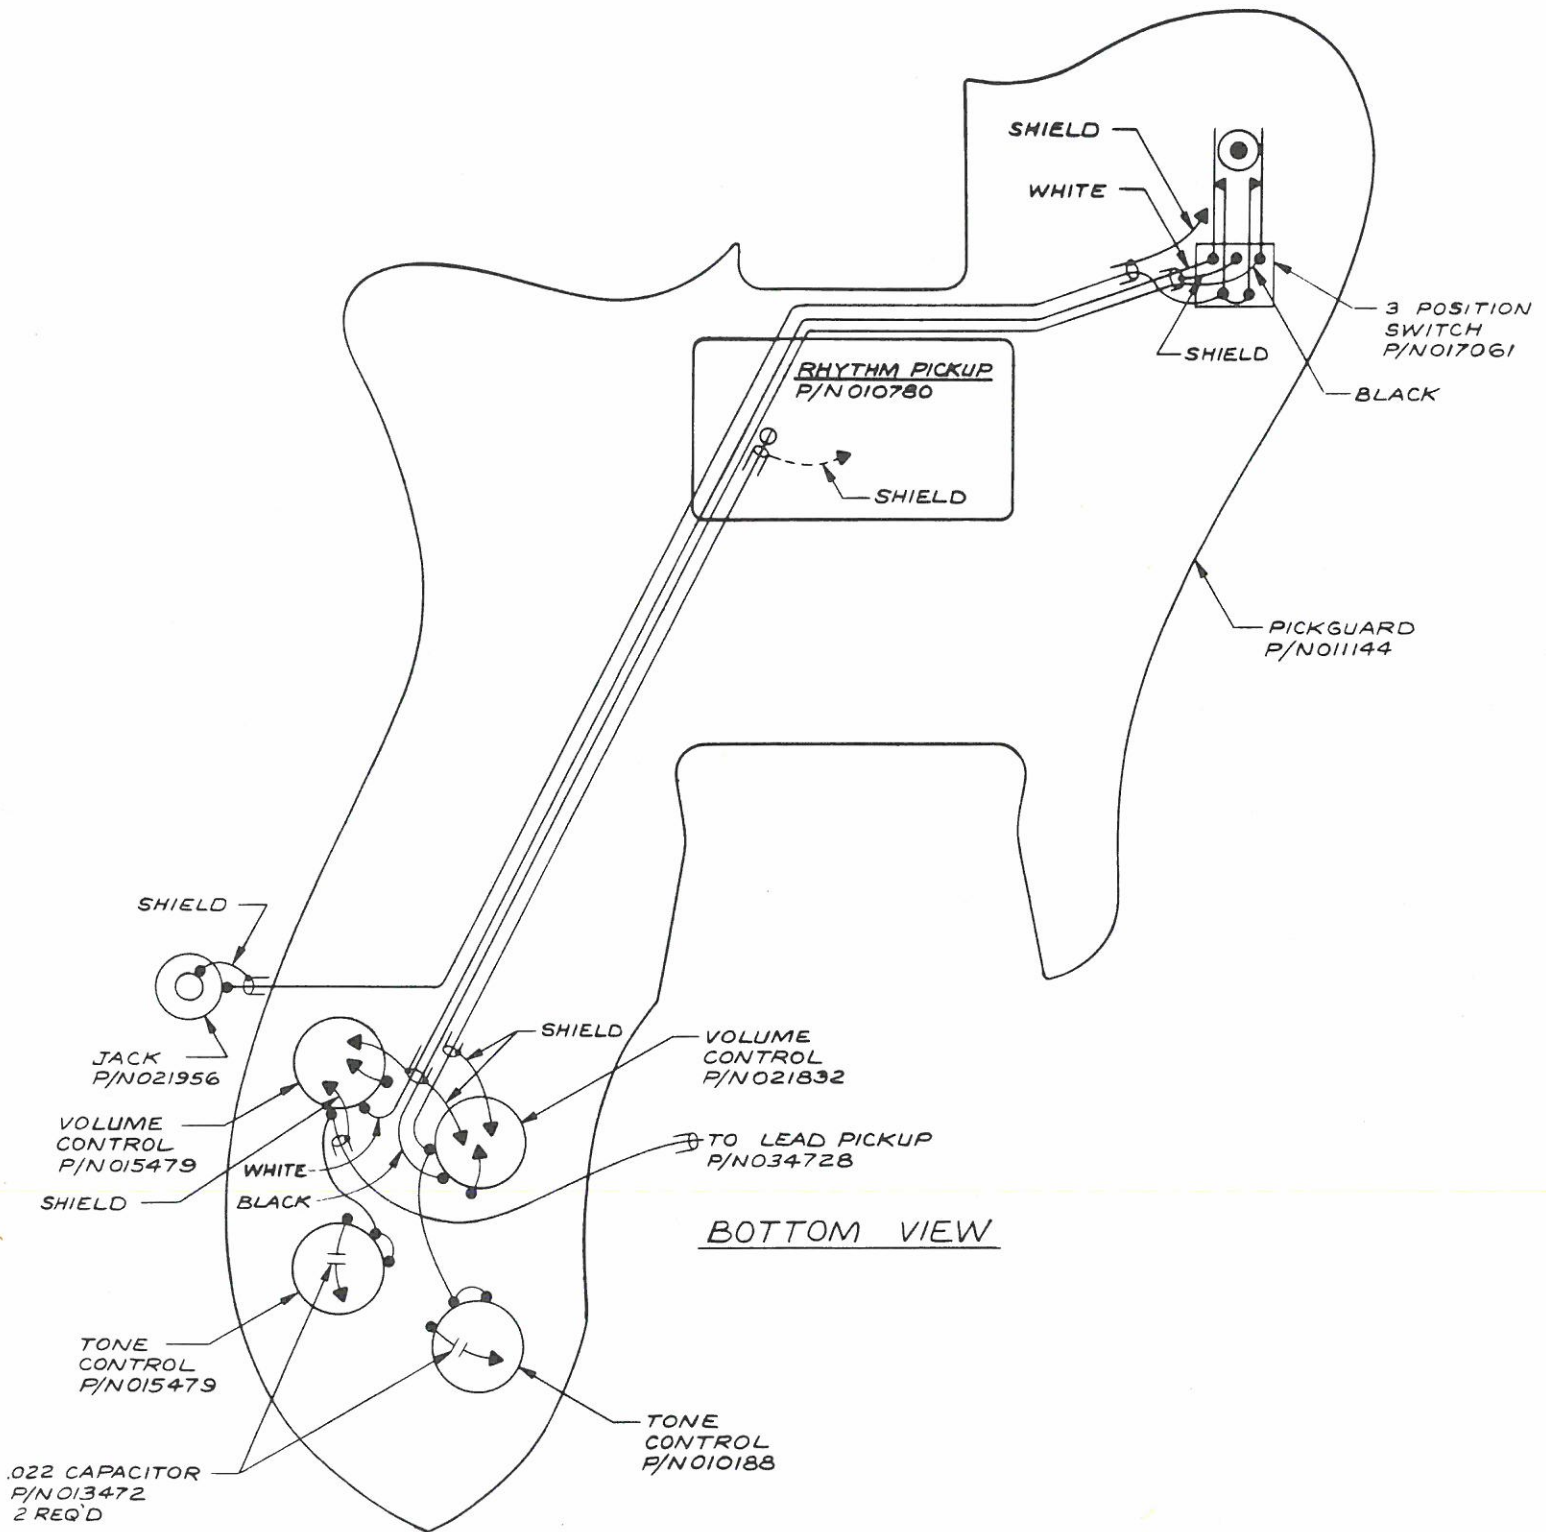 SHIELD
WHITE
3 POSITION
SWITCH
P/N017061
SHIELD
BLACK
RHYTHM PICKUP
P/N010780
SHIELD
PICKGUARD
P/N011144
SHIELD
JACK
P/N021956
SHIELD
VOLUME
CONTROL
P/N021832
VOLUME
CONTROL
P/N015479
TO LEAD PICKUP
P/N034728
WHITE
SHIELD
BLACK
BOTTOM VIEW
TONE
CONTROL
P/N015479
TONE
CONTROL
P/N010188
.022 CAPACITOR
P/N013472
2 REQ'D